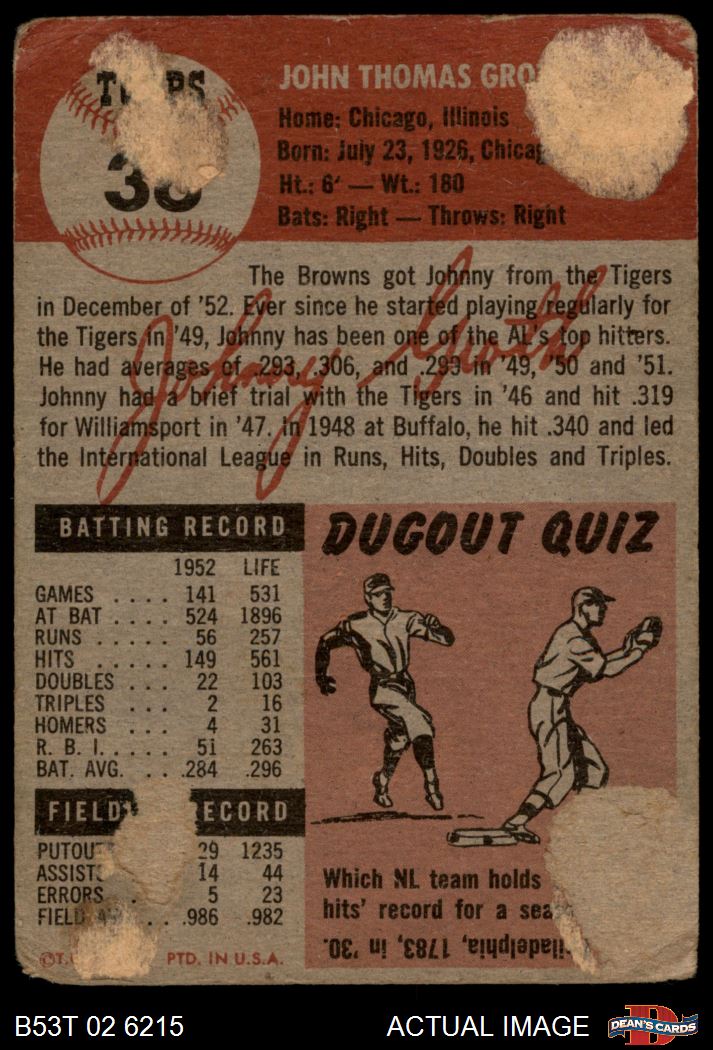 TOPPS
JOHN THOMAS
Home: Chicago, Illinois
Born: July 23, 1926,
Ht.: 6' — Wt.: 180
Bats: Right — Throws: Right
The Browns got Johnny from the Tigers
in December of '52. Ever since he started playing regularly for
the Tigers in '49, Johnny has been one of the AL's top hitters.
He had averages of .293, .306, and .299 in '49, '50 and '51.
Johnny had a brief trial with the Tigers in '46 and hit .319
for Williamsport in '47. In 1948 at Buffalo, he hit .340 and led
the International League in Runs, Hits, Doubles and Triples.
Johnny Groth
BATTING RECORD
1952 LIFE
GAMES .... 141 531
AT BAT .... 524 1896
RUNS ..... 56 257
HITS ..... 149 561
DOUBLES ... 22 103
TRIPLES ... 2 16
HOMERS ... 4 31
R. B. I. .... 51 263
BAT. AVG. .. .284 .296
RECORD
29 1235
14 44
ERRORS . 5 23
FIELD . . .986 .982
PTD. IN U.S.A.
DUGOUT QUIZ
Which NL team holds
hits' record for a
1783, in '30.
B53T 02 6215
ACTUAL IMAGE
DEAN'S CARDS